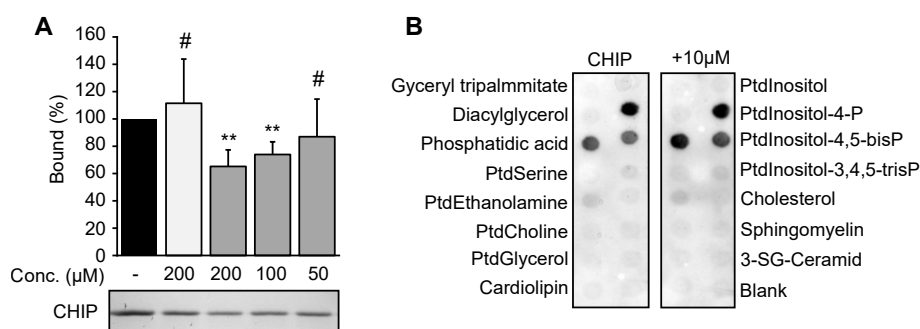 A
160
140
120
100
80
60
40
20
0
Bound (%)
#
**
**
#
Conc. (µM)
- 200 200 100 50
CHIP
B
CHIP +10µM
Gyceryl tripalmmitate
Diacylglycerol
Phosphatidic acid
PtdSerine
PtdEthanolamine
PtdCholine
PtdGlycerol
Cardiolipin
PtdInositol
PtdInositol-4-P
PtdInositol-4,5-bisP
PtdInositol-3,4,5-trisP
Cholesterol
Sphingomyelin
3-SG-Ceramid
Blank